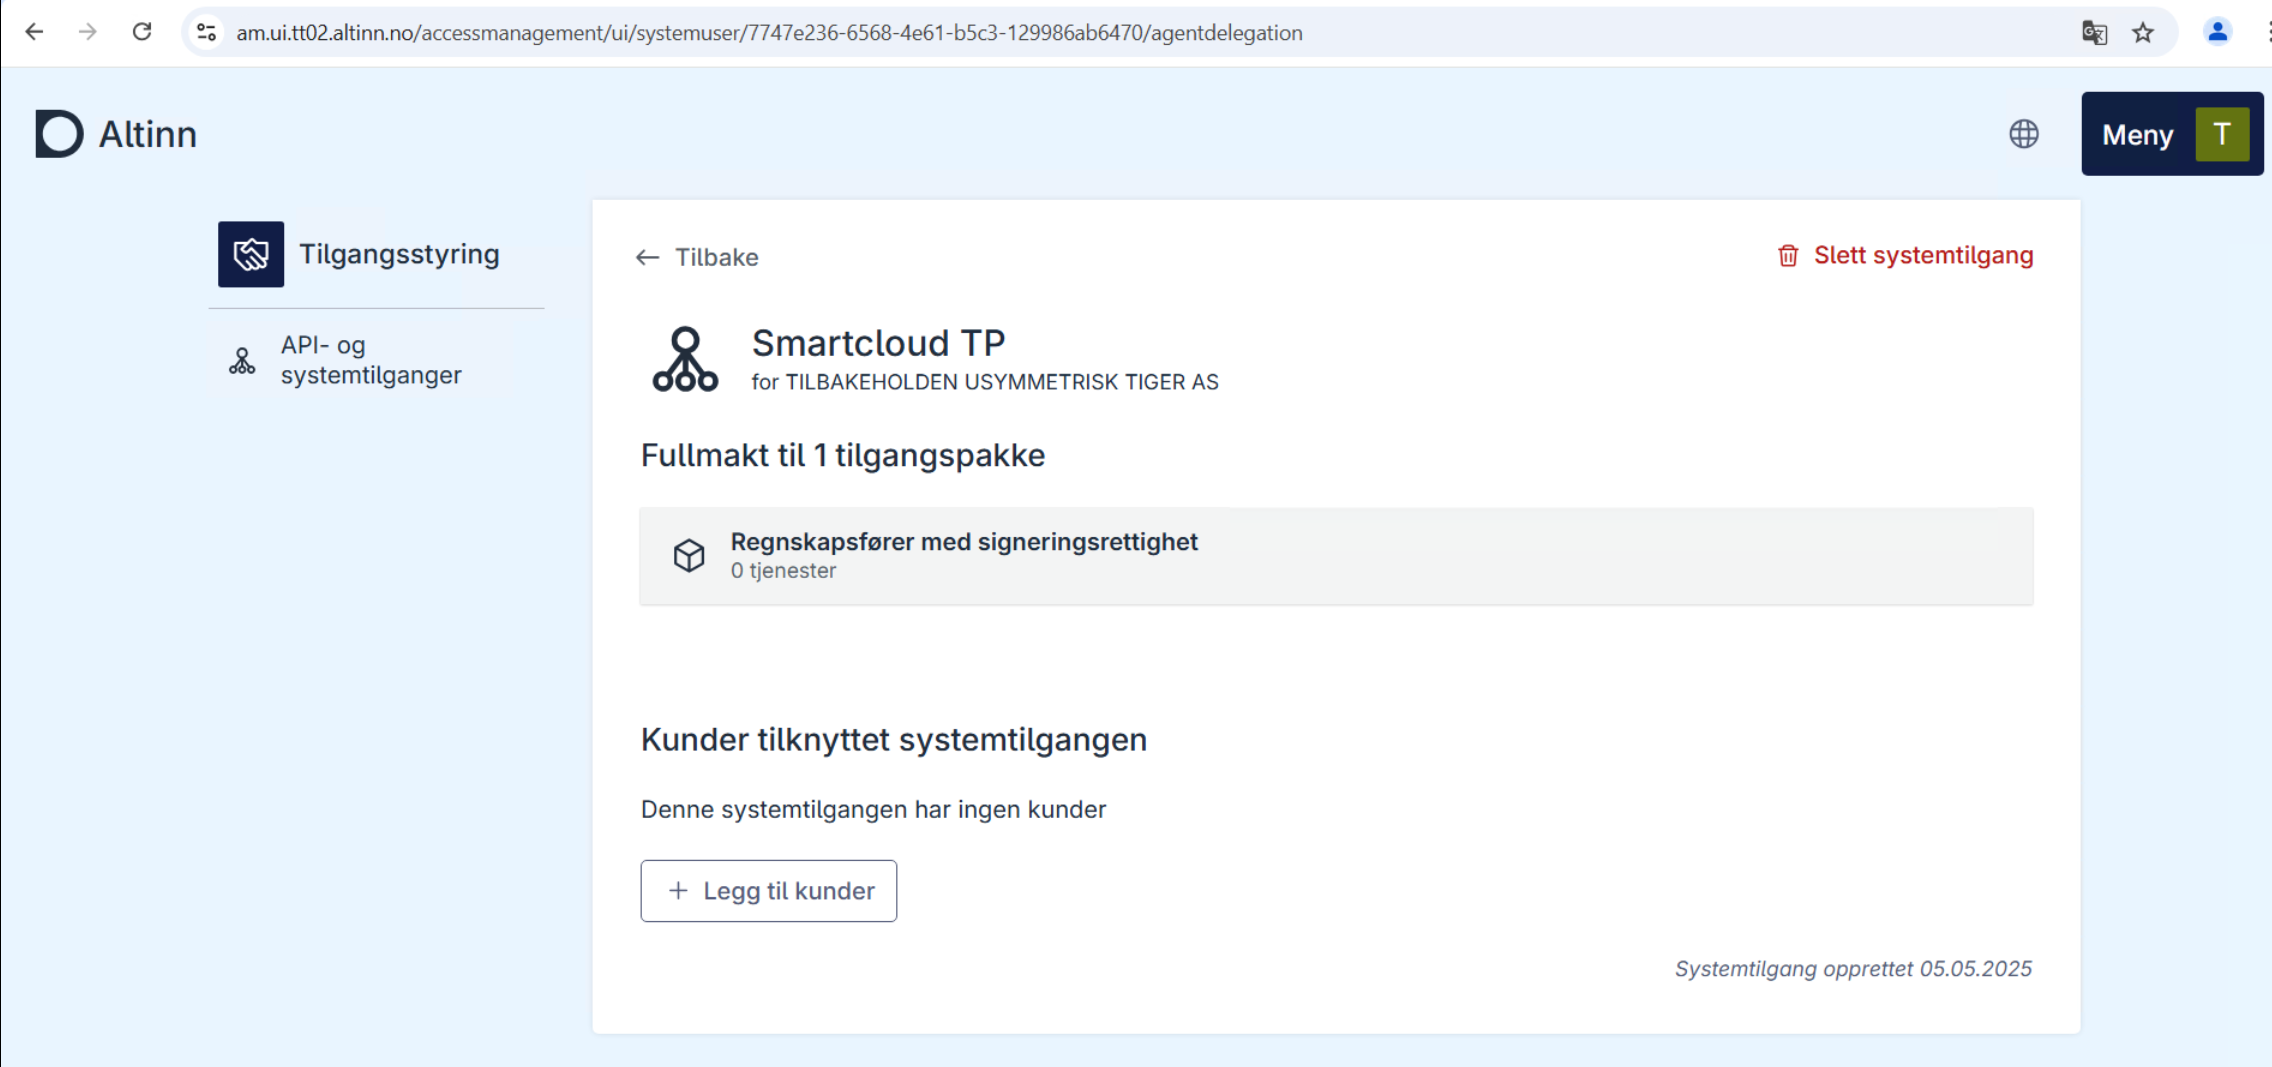 am.ui.tt02.altinn.no/accessmanagement/ui/systemuser/7747e236-6568-4e61-b5c3-129986ab6470/agentdelegation
Altinn
Meny T
Tilgangsstyring
API- og
systemtilganger
Tilbake
Slett systemtilgang
Smartcloud TP
for TILBAKEHOLDEN USYMMETRISK TIGER AS
Fullmakt til 1 tilgangspakke
Regnskapsfører med signeringsrettighet
0 tjenester
Kunder tilknyttet systemtilgangen
Denne systemtilgangen har ingen kunder
+ Legg til kunder
Systemtilgang opprettet 05.05.2025